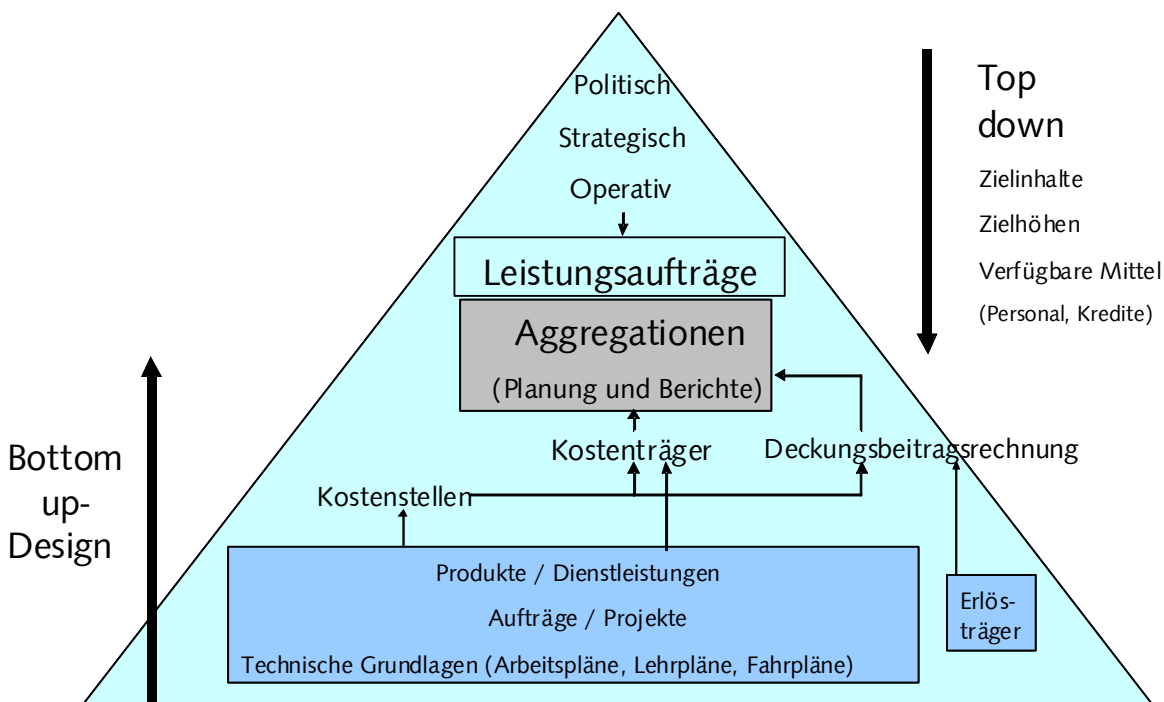 Politisch
Strategisch
Operativ
Leistungsaufträge
Aggregationen
(Planung und Berichte)
Kostenträger
Deckungsbeitragsrechnung
Kostenstellen
Produkte / Dienstleistungen
Aufträge / Projekte
Technische Grundlagen (Arbeitspläne, Lehrpläne, Fahrpläne)
Erlös-
träger
Top
down
Zielinhalte
Zielhöhen
Verfügbare Mittel
(Personal, Kredite)
Bottom
up-
Design